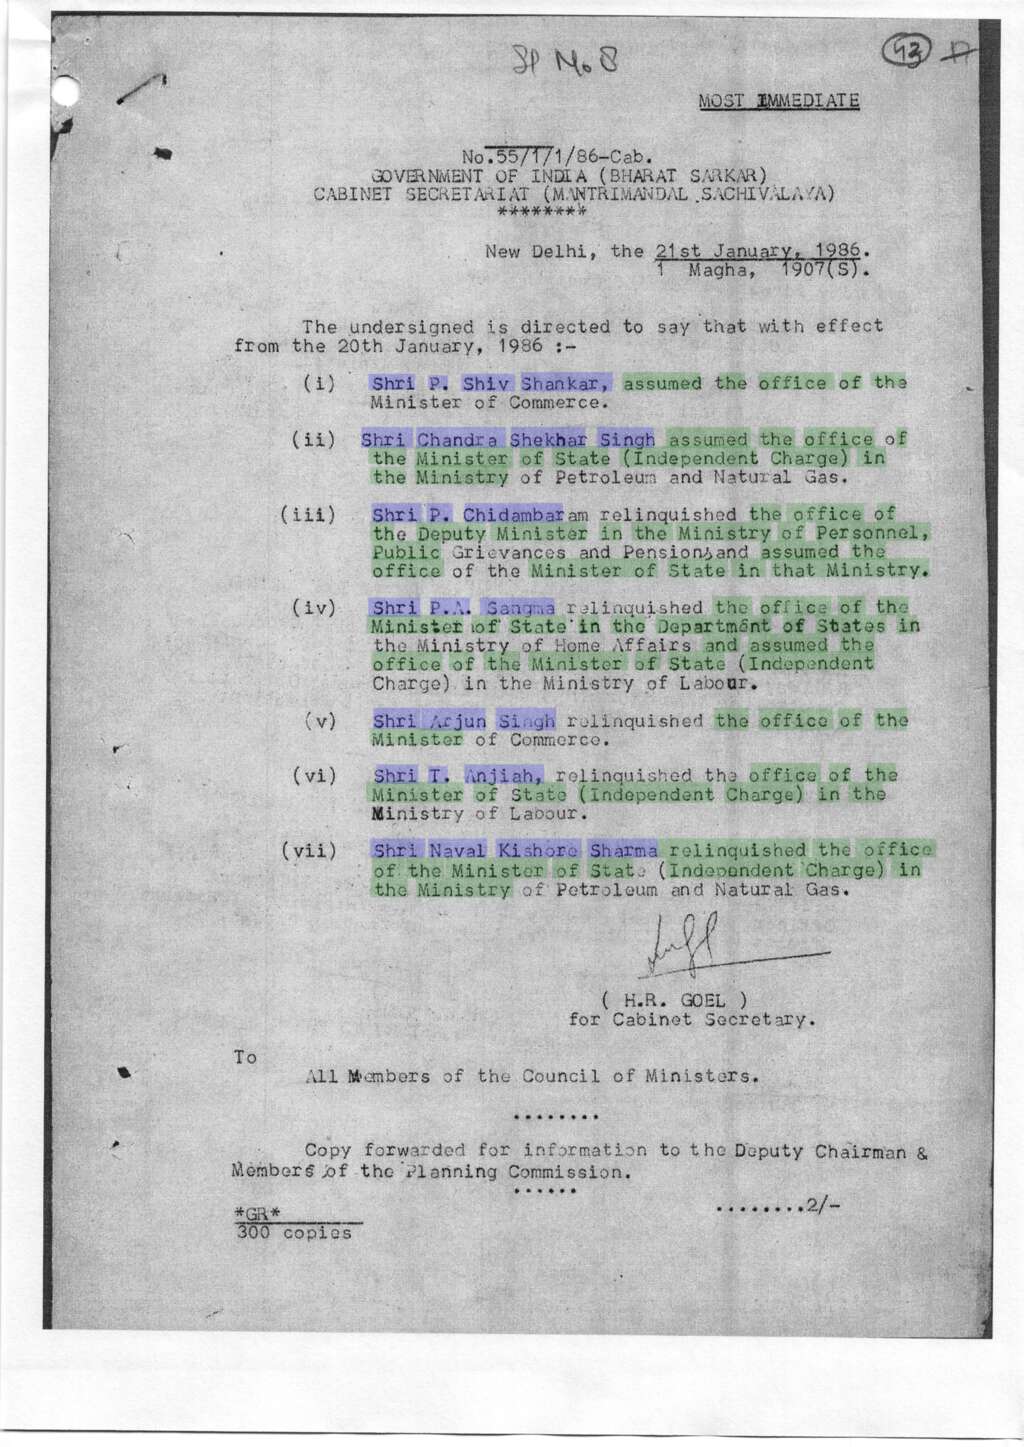 Sl No 8
43
17
MOST IMMEDIATE
No.55/1/1/86-Cab.
GOVERNMENT OF INDIA (BHARAT SARKAR)
CABINET SECRETARIAT (MANTRIMANDAL SACHIVALAYA)
********
New Delhi, the 21st January, 1986.
1 Magha, 1907(S).
The undersigned is directed to say that with effect
from the 20th January, 1986 :-
(i) Shri P. Shiv Shankar, assumed the office of the
Minister of Commerce.
(ii) Shri Chandra Shekhar Singh assumed the office of
the Minister of State (Independent Charge) in
the Ministry of Petroleum and Natural Gas.
(iii) Shri P. Chidambaram relinquished the office of
the Deputy Minister in the Ministry of Personnel,
Public Grievances and Pensions and assumed the
office of the Minister of State in that Ministry.
(iv) Shri P.A. Sangma relinquished the office of the
Minister of State in the Department of States in
the Ministry of Home Affairs and assumed the
office of the Minister of State (Independent
Charge) in the Ministry of Labour.
(v) Shri Arjun Singh relinquished the office of the
Minister of Commerce.
(vi) Shri T. Anjiah, relinquished the office of the
Minister of State (Independent Charge) in the
Ministry of Labour.
(vii) Shri Naval Kishore Sharma relinquished the office
of the Minister of State (Independent Charge) in
the Ministry of Petroleum and Natural Gas.
( H.R. GOEL )
for Cabinet Secretary.
To
All Members of the Council of Ministers.
........
Copy forwarded for information to the Deputy Chairman &
Members of the Planning Commission.
......
........2/-
*GR*
300 copies